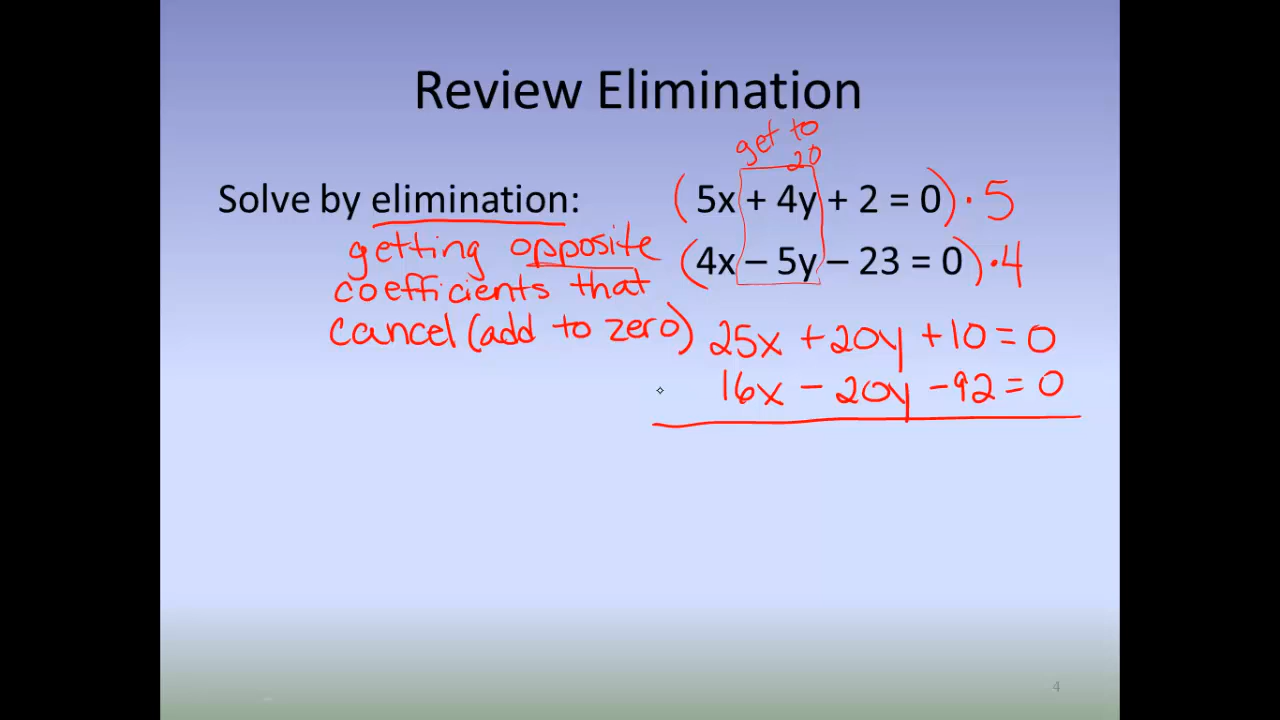 Review Elimination
get to
20
Solve by elimination:
(5x + 4y + 2 = 0) · 5
(4x – 5y – 23 = 0) · 4
getting opposite
coefficients that
cancel (add to zero)
25x + 20y + 10 = 0
16x - 20y - 92 = 0
4